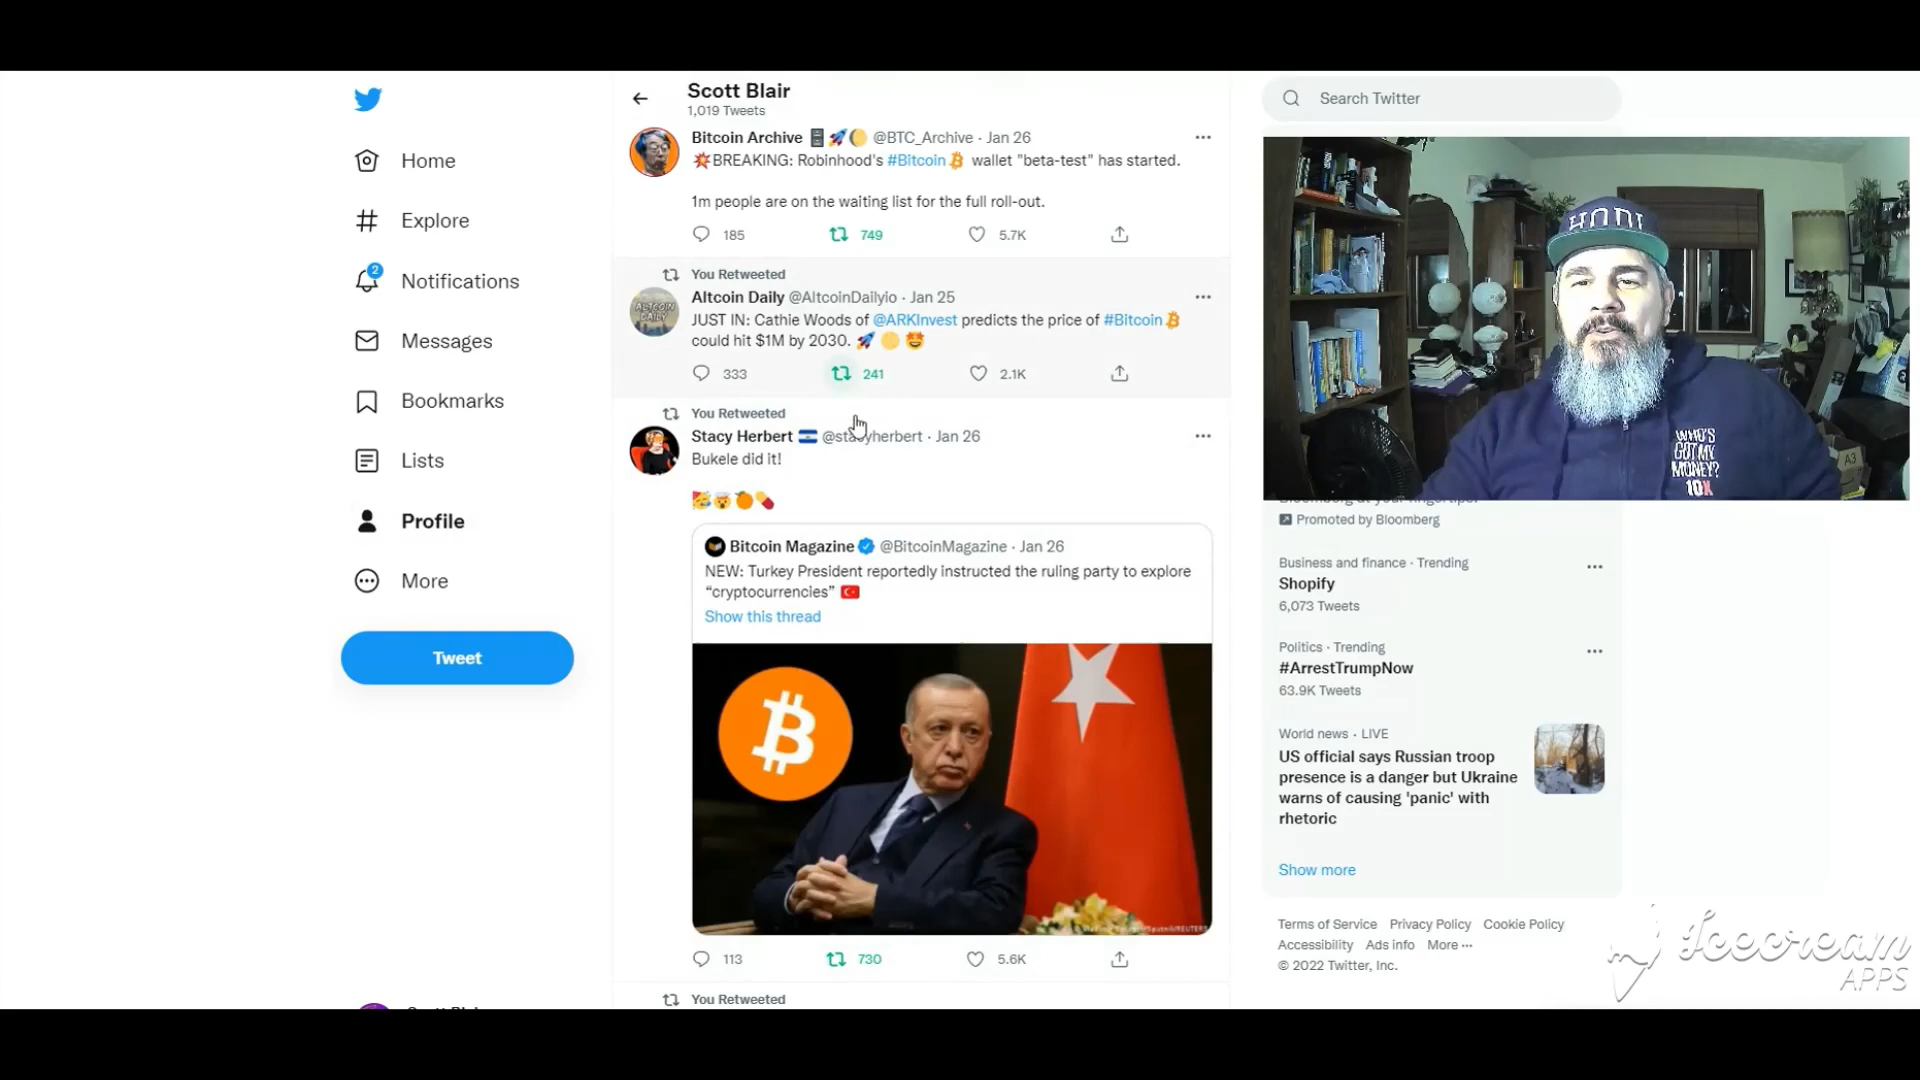 Home
Explore
2
Notifications
Messages
Bookmarks
Lists
Profile
More
Tweet
Scott Blair
1,019 Tweets
Bitcoin Archive @BTC_Archive · Jan 26
BREAKING: Robinhood's #Bitcoin wallet "beta-test" has started.
1m people are on the waiting list for the full roll-out.
185 749 5.7K
You Retweeted
Altcoin Daily @AltcoinDailyio · Jan 25
JUST IN: Cathie Woods of @ARKInvest predicts the price of #Bitcoin
could hit $1M by 2030.
333 241 2.1K
You Retweeted
Stacy Herbert @stacyherbert · Jan 26
Bukele did it!
Bitcoin Magazine @BitcoinMagazine · Jan 26
NEW: Turkey President reportedly instructed the ruling party to explore
“cryptocurrencies”
Show this thread
113 730 5.6K
You Retweeted
Search Twitter
HODL
WHO'S
GOT MY
MONEY?
10X
A3
ALTCOIN
DAILY
Promoted by Bloomberg
Business and finance · Trending
Shopify
6,073 Tweets
Politics · Trending
#ArrestTrumpNow
63.9K Tweets
World news · LIVE
US official says Russian troop
presence is a danger but Ukraine
warns of causing 'panic' with
rhetoric
Show more
Terms of Service Privacy Policy Cookie Policy
Accessibility Ads info More ···
© 2022 Twitter, Inc.
Icecream
APPS